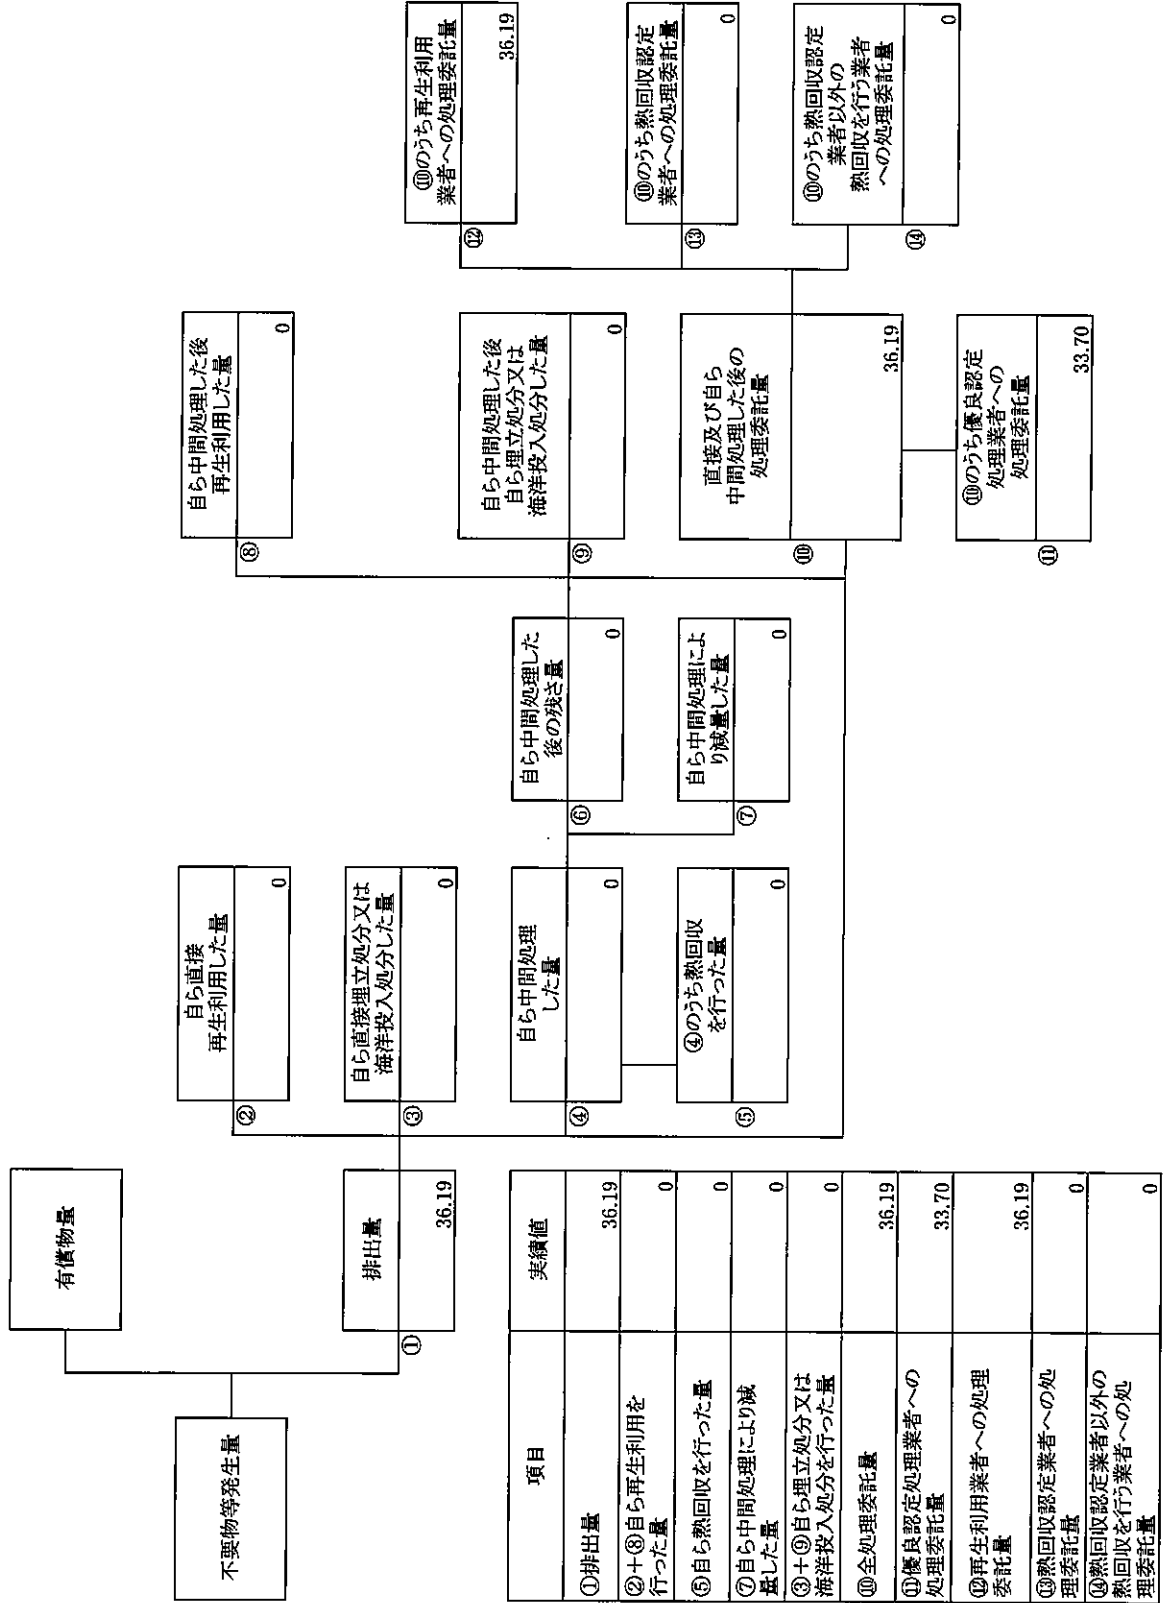 不要物等発生量
有償物量
排出量
①
36.19
自ら直接
再生利用した量
②
0
自ら直接埋立処分又は
海洋投入処分した量
③
0
自ら中間処理
した量
④
0
④のうち熱回収
を行った量
⑤
0
自ら中間処理した
後の残さ量
⑥
0
自ら中間処理によ
り減量した量
⑦
0
自ら中間処理した後
再生利用した量
⑧
0
自ら中間処理した後
自ら埋立処分又は
海洋投入処分した量
⑨
0
直接及び自ら
中間処理した後の
処理委託量
⑩
36.19
⑩のうち優良認定
処理業者への
処理委託量
⑪
33.70
⑩のうち再生利用
業者への処理委託量
⑫
36.19
⑩のうち熱回収認定
業者への処理委託量
⑬
0
⑩のうち熱回収認定
業者以外の
熱回収を行う業者
への処理委託量
⑭
0
項目
実績値
①排出量
36.19
②+⑧自ら再生利用を
行った量
0
⑤自ら熱回収を行った量
0
⑦自ら中間処理により減
量した量
0
③+⑨自ら埋立処分又は
海洋投入処分を行った量
0
⑩全処理委託量
36.19
⑪優良認定処理業者への
処理委託量
33.70
⑫再生利用業者への処理
委託量
36.19
⑬熱回収認定業者への処
理委託量
0
⑭熱回収認定業者以外の
熱回収を行う業者への処
理委託量
0